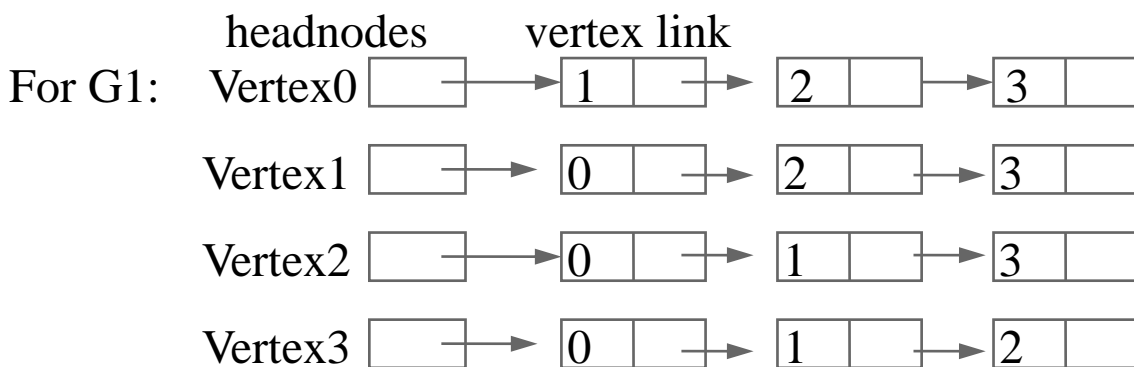 headnodes vertex link
For G1: Vertex0 1 2 3
Vertex1 0 2 3
Vertex2 0 1 3
Vertex3 0 1 2